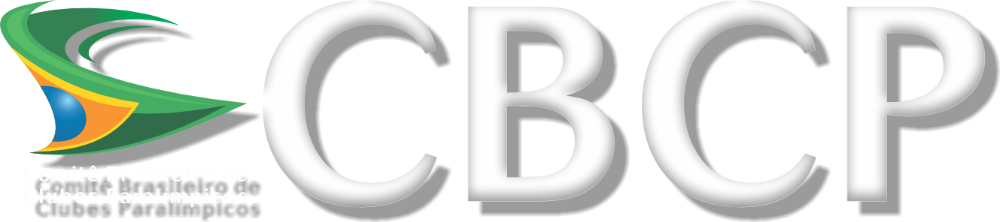 CBCP
Comitê Brasileiro de
Clubes Paralímpicos